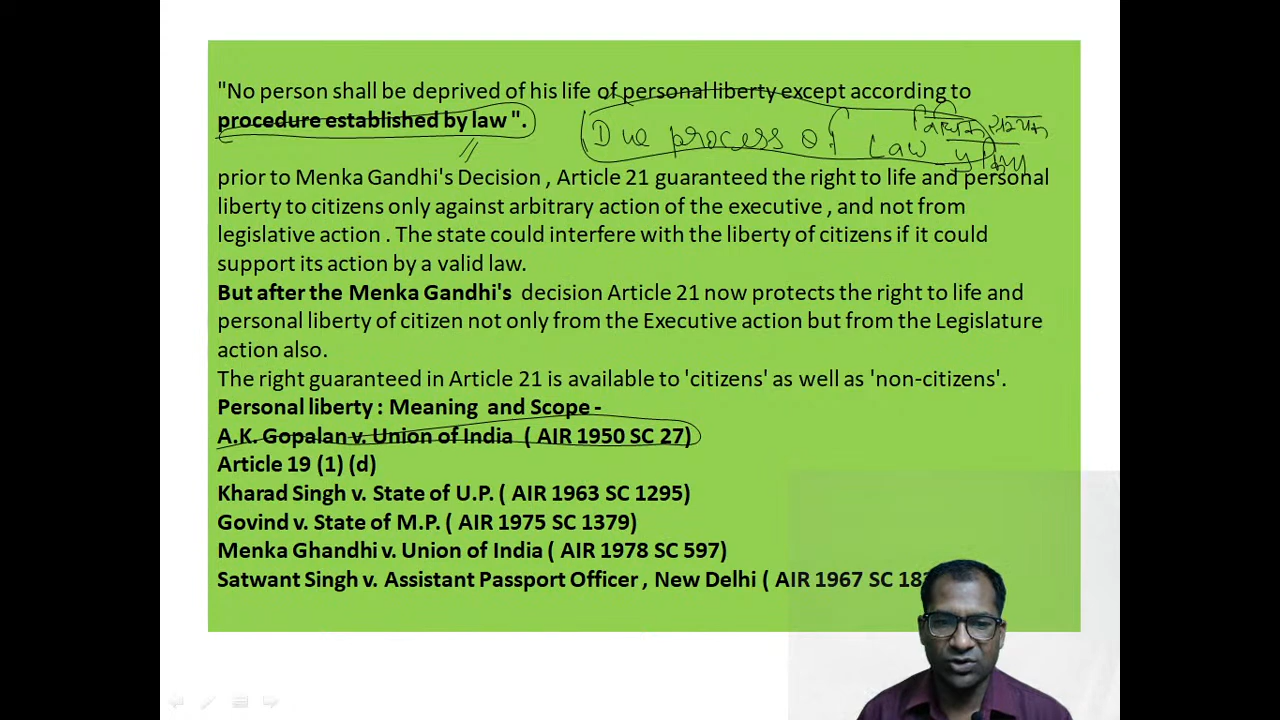 "No person shall be deprived of his life of personal liberty except according to
procedure established by law ".
Due process of Law
prior to Menka Gandhi's Decision , Article 21 guaranteed the right to life and personal
liberty to citizens only against arbitrary action of the executive , and not from
legislative action . The state could interfere with the liberty of citizens if it could
support its action by a valid law.
But after the Menka Gandhi's decision Article 21 now protects the right to life and
personal liberty of citizen not only from the Executive action but from the Legislature
action also.
The right guaranteed in Article 21 is available to 'citizens' as well as 'non-citizens'.
Personal liberty : Meaning and Scope -
A.K. Gopalan v. Union of India ( AIR 1950 SC 27)
Article 19 (1) (d)
Kharad Singh v. State of U.P. ( AIR 1963 SC 1295)
Govind v. State of M.P. ( AIR 1975 SC 1379)
Menka Ghandhi v. Union of India ( AIR 1978 SC 597)
Satwant Singh v. Assistant Passport Officer , New Delhi ( AIR 1967 SC